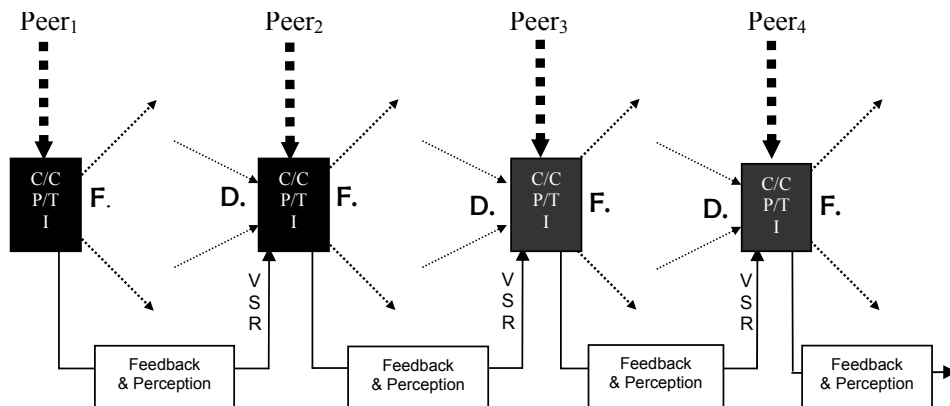 Peer₁ Peer₂ Peer₃ Peer₄
C/C C/C C/C C/C
P/T F. D. P/T F. D. P/T F. D. P/T F.
I I I I
V V V
S S S
R R R
Feedback Feedback Feedback Feedback
& Perception & Perception & Perception & Perception